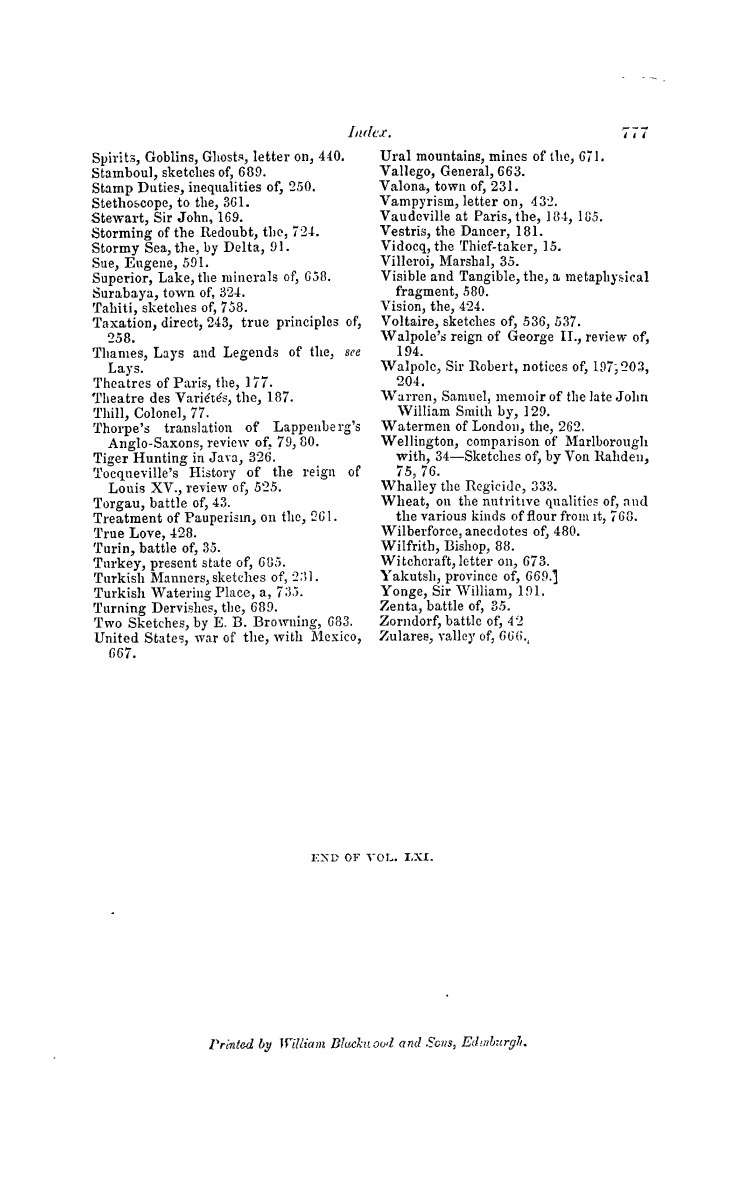 Index.
777
Spirits, Goblins, Ghosts, letter on, 440.
Stamboul, sketches of, 689.
Stamp Duties, inequalities of, 250.
Stethoscope, to the, 361.
Stewart, Sir John, 169.
Storming of the Redoubt, the, 724.
Stormy Sea, the, by Delta, 91.
Sue, Eugene, 591.
Superior, Lake, the minerals of, 658.
Surabaya, town of, 324.
Tahiti, sketches of, 758.
Taxation, direct, 243, true principles of,
258.
Thames, Lays and Legends of the, see
Lays.
Theatres of Paris, the, 177.
Theatre des Variétés, the, 187.
Thill, Colonel, 77.
Thorpe's translation of Lappenberg's
Anglo-Saxons, review of, 79, 80.
Tiger Hunting in Java, 326.
Tocqueville's History of the reign of
Louis XV., review of, 525.
Torgau, battle of, 43.
Treatment of Pauperism, on the, 261.
True Love, 428.
Turin, battle of, 35.
Turkey, present state of, 685.
Turkish Manners, sketches of, 231.
Turkish Watering Place, a, 735.
Turning Dervishes, the, 689.
Two Sketches, by E. B. Browning, 683.
United States, war of the, with Mexico,
667.
Ural mountains, mines of the, 671.
Vallego, General, 663.
Valona, town of, 231.
Vampyrism, letter on, 432.
Vaudeville at Paris, the, 184, 185.
Vestris, the Dancer, 181.
Vidocq, the Thief-taker, 15.
Villeroi, Marshal, 35.
Visible and Tangible, the, a metaphysical
fragment, 580.
Vision, the, 424.
Voltaire, sketches of, 536, 537.
Walpole's reign of George II., review of,
194.
Walpole, Sir Robert, notices of, 197, 203,
204.
Warren, Samuel, memoir of the late John
William Smith by, 129.
Watermen of London, the, 262.
Wellington, comparison of Marlborough
with, 34—Sketches of, by Von Rahden,
75, 76.
Whalley the Regicide, 333.
Wheat, on the nutritive qualities of, and
the various kinds of flour from it, 768.
Wilberforce, anecdotes of, 480.
Wilfrith, Bishop, 88.
Witchcraft, letter on, 673.
Yakutsh, province of, 669.]
Yonge, Sir William, 191.
Zenta, battle of, 35.
Zorndorf, battle of, 42
Zulares, valley of, 666.
END OF VOL. LXI.
Printed by William Blackwood and Sons, Edinburgh.